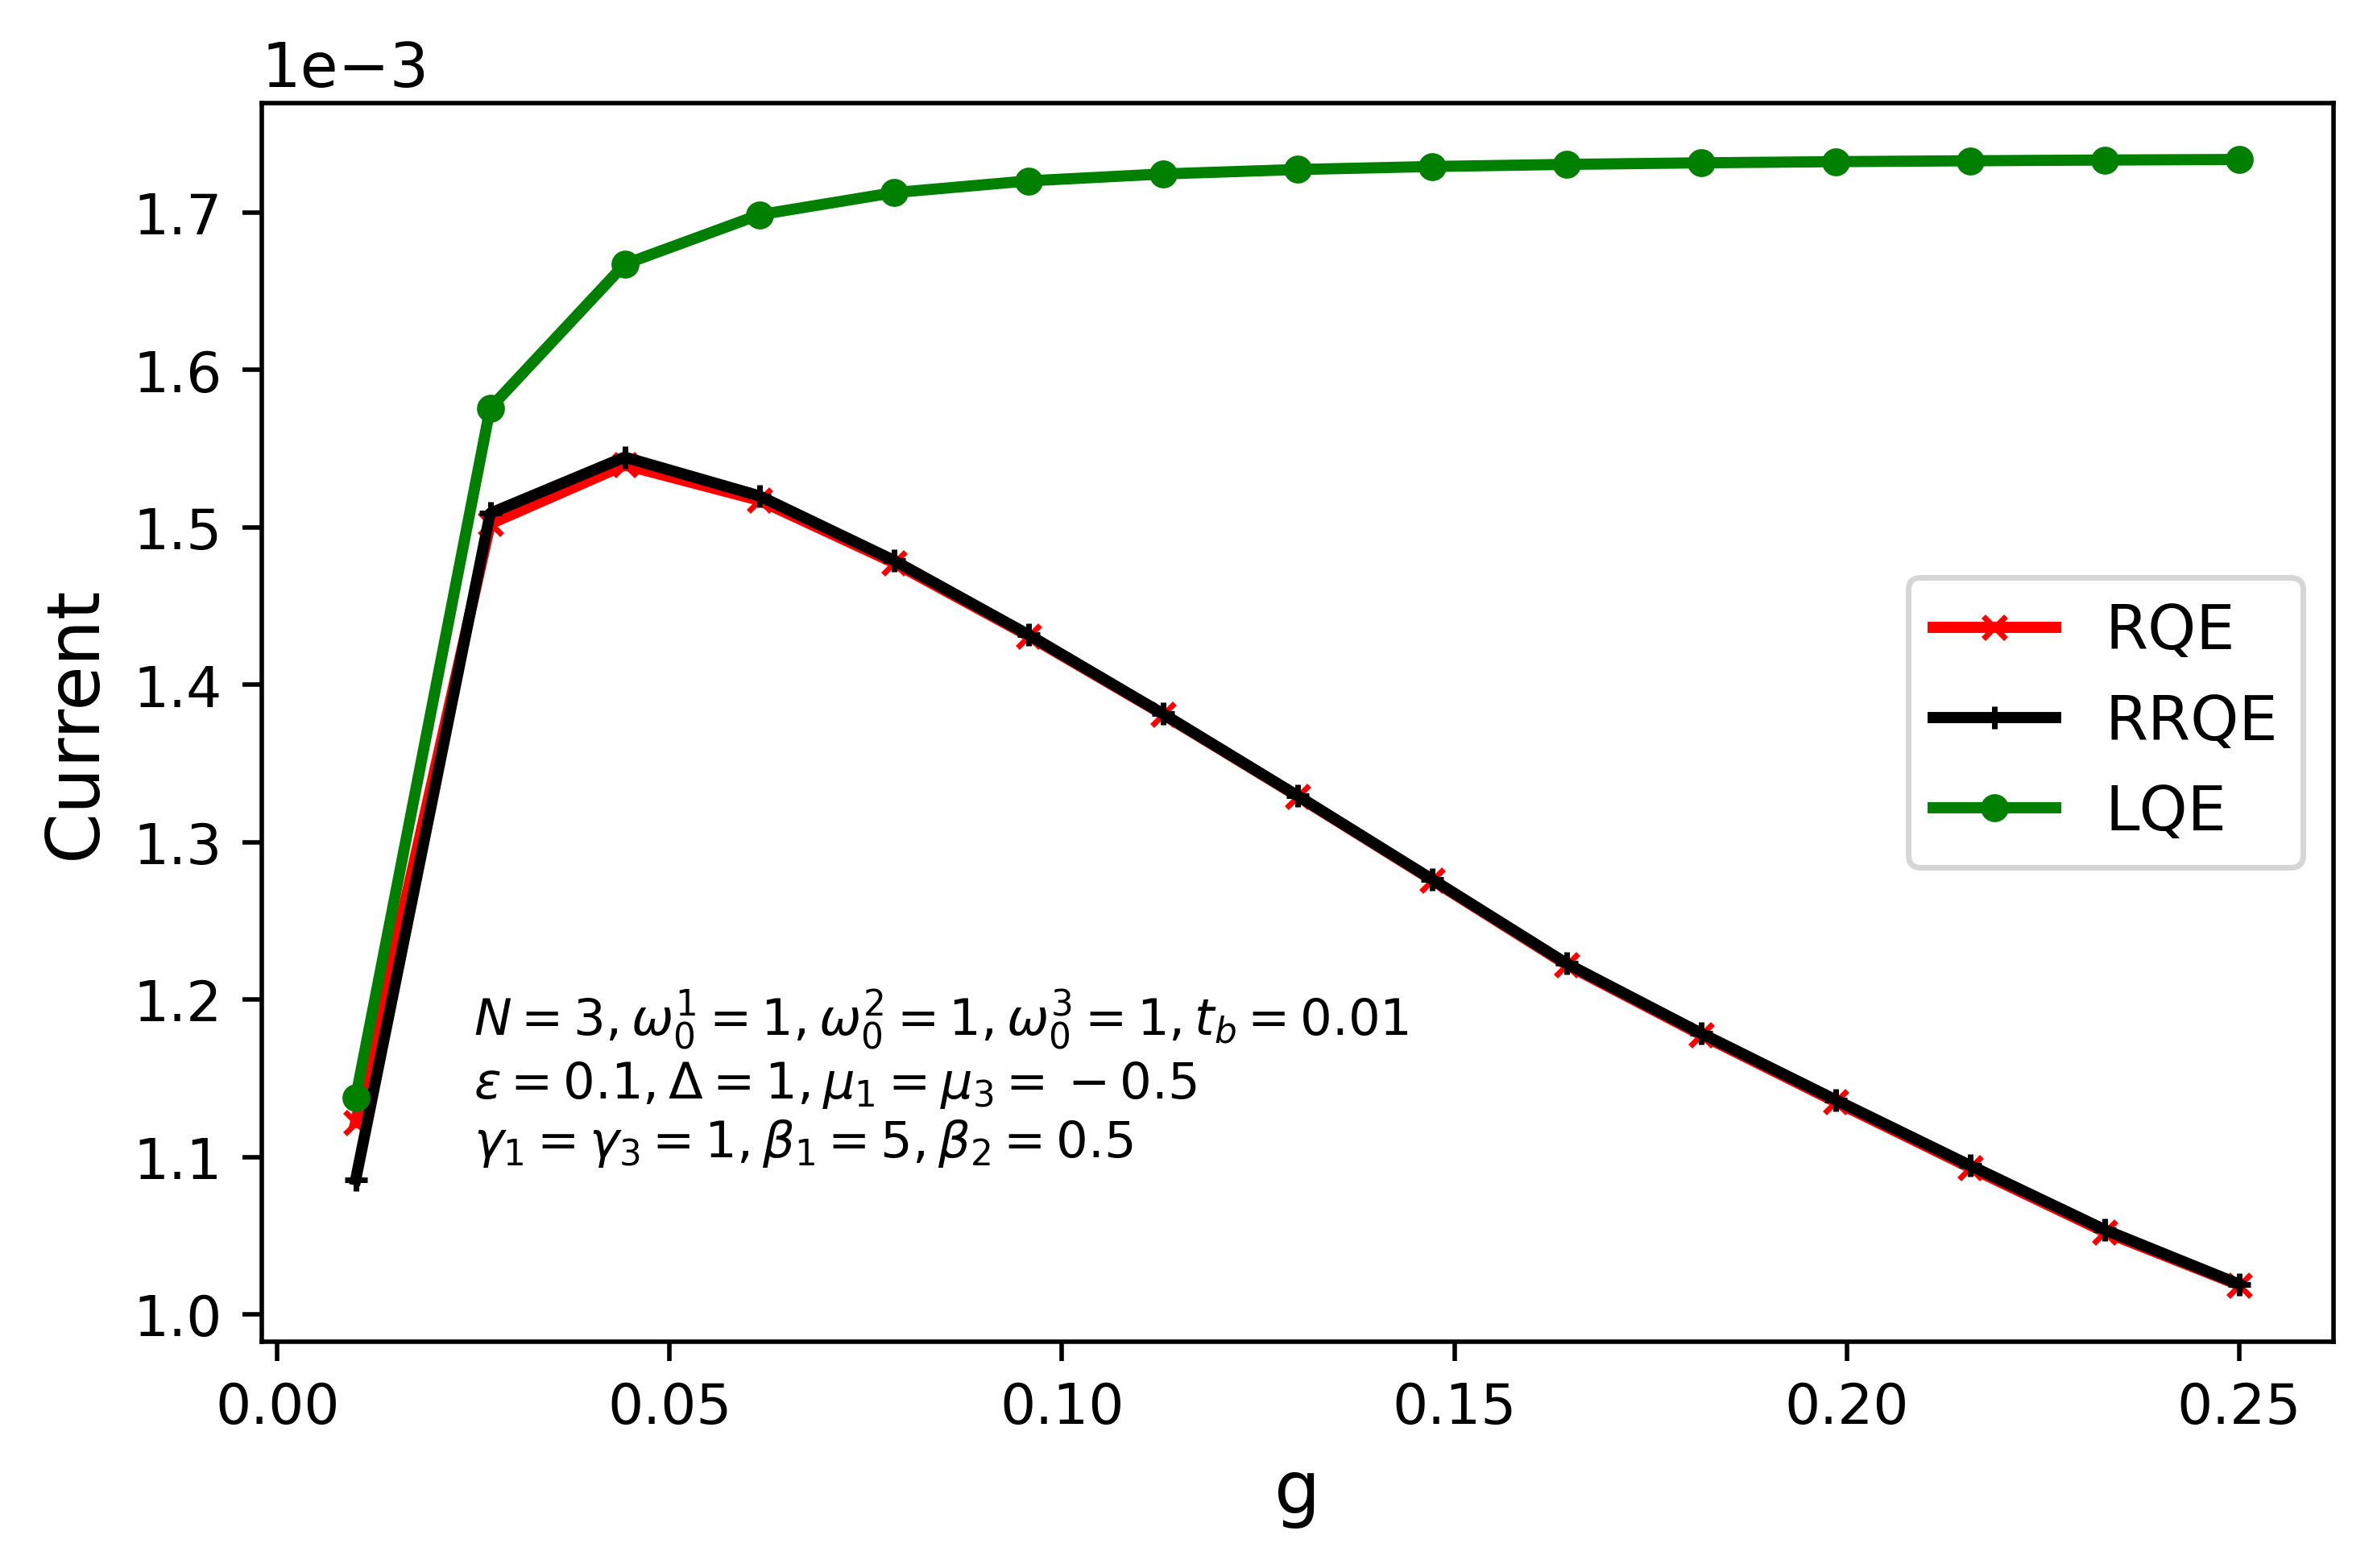 1e−3
1.7
1.6
1.5
1.4
1.3
1.2
1.1
1.0
Current
RQE
RRQE
LQE
N = 3, ω₀¹ = 1, ω₀² = 1, ω₀³ = 1, t_b = 0.01
ε = 0.1, Δ = 1, μ₁ = μ₃ = −0.5
γ₁ = γ₃ = 1, β₁ = 5, β₂ = 0.5
0.00 0.05 0.10 0.15 0.20 0.25
g